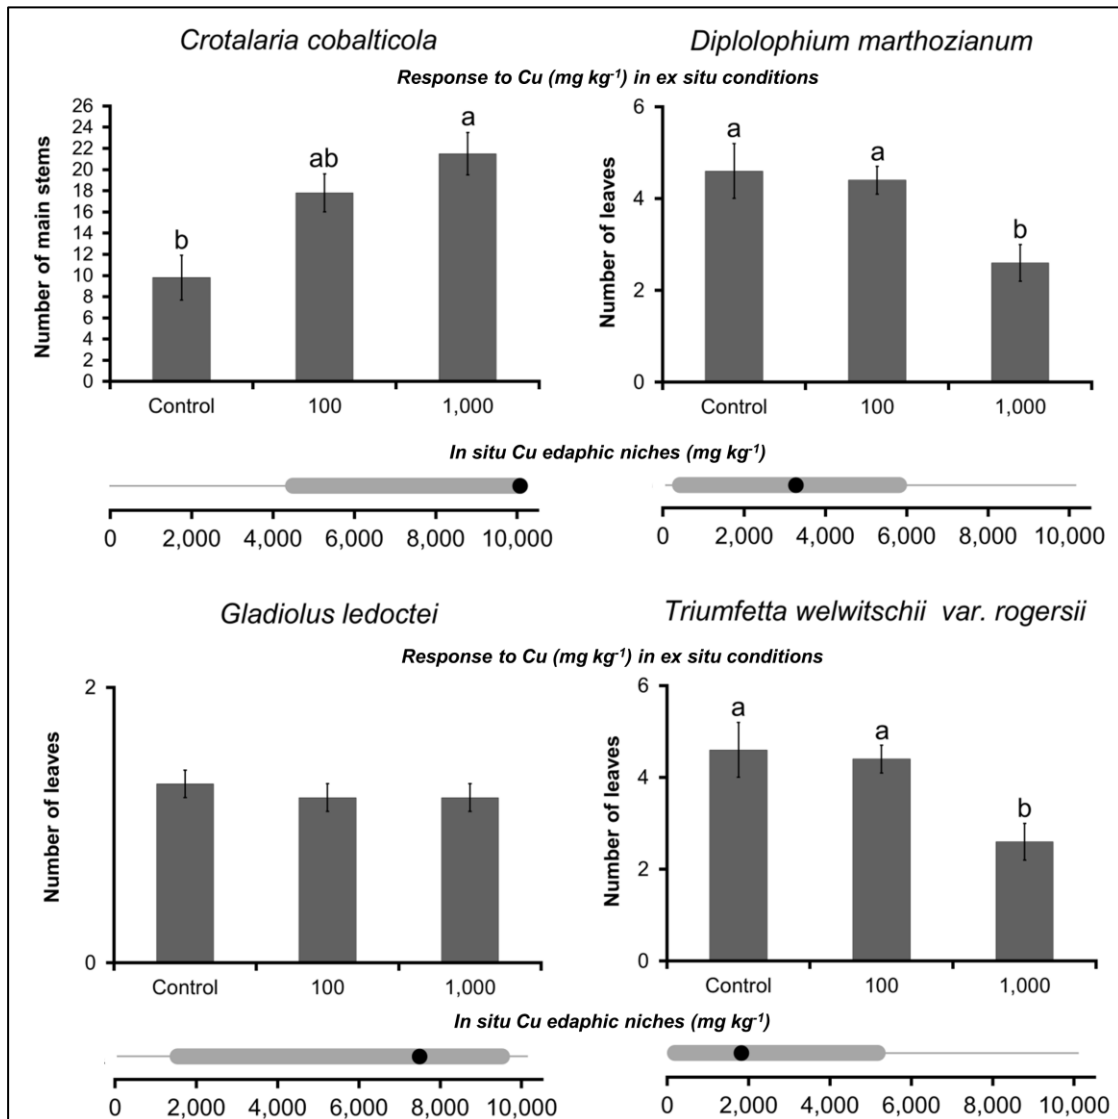 Crotalaria cobalticola
Diplolophium marthozianum
Response to Cu (mg kg⁻¹) in ex situ conditions
Number of main stems
26
24
22
20
18
16
14
12
10
8
6
4
2
0
b
ab
a
Control 100 1,000
Number of leaves
6
4
2
0
a
a
b
Control 100 1,000
In situ Cu edaphic niches (mg kg⁻¹)
0 2,000 4,000 6,000 8,000 10,000
0 2,000 4,000 6,000 8,000 10,000
Gladiolus ledoctei
Triumfetta welwitschii var. rogersii
Response to Cu (mg kg⁻¹) in ex situ conditions
Number of leaves
2
0
Control 100 1,000
Number of leaves
6
4
2
0
a
a
b
Control 100 1,000
In situ Cu edaphic niches (mg kg⁻¹)
0 2,000 4,000 6,000 8,000 10,000
0 2,000 4,000 6,000 8,000 10,000